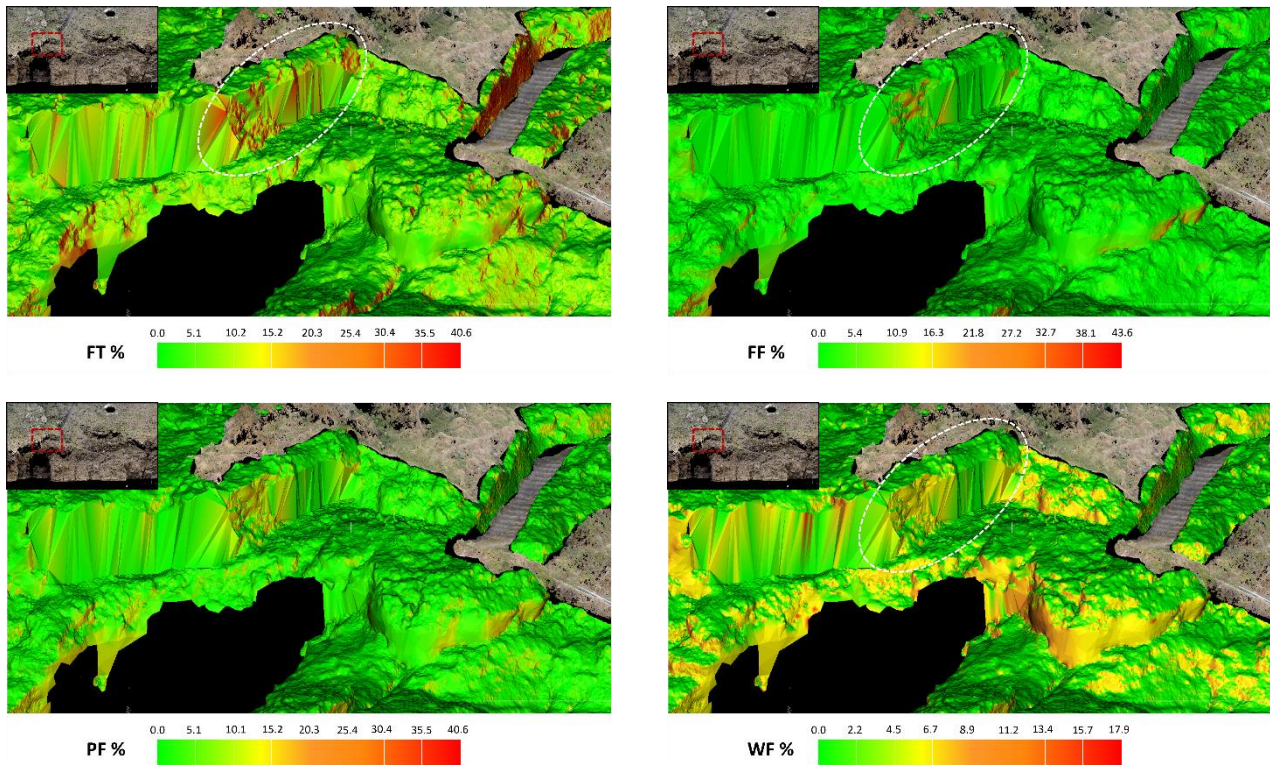 0.0 5.1 10.2 15.2 20.3 25.4 30.4 35.5 40.6
FT %
0.0 5.4 10.9 16.3 21.8 27.2 32.7 38.1 43.6
FF %
0.0 5.1 10.1 15.2 20.3 25.4 30.4 35.5 40.6
PF %
0.0 2.2 4.5 6.7 8.9 11.2 13.4 15.7 17.9
WF %